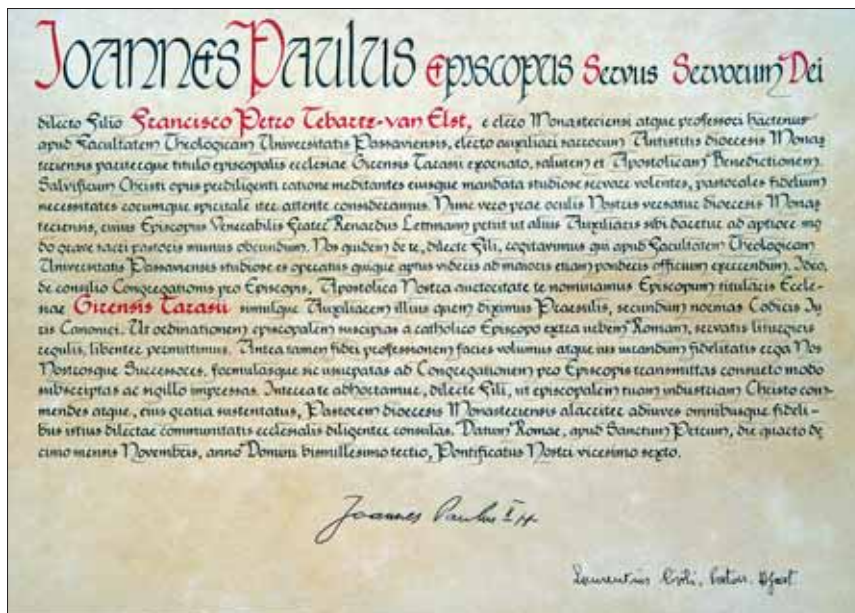 Joannes Paulus Episcopus Servus Servorum Dei
dilecto Filio Francisco Petro Tebartz-van Elst, e clero Monasteriensi atque professori hactenus
apud Facultatem Theologicam Universitatis Passaviensis, electo auxiliari sacrorum Antistitis dioecesis Monas
teriensis pariterque titulo episcopalis ecclesiae Girensis Tarasii exornato, salutem et Apostolicam Benedictionem.
Salvificum Christi opus perdiligenti ratione meditantes eiusque mandata studiose servare volentes, pastorales fidelium
necessitates eorumque spiritale iter attente consideramus. Nunc vero prae oculis Nostris versatur dioecesis Monas
teriensis, cuius Episcopus Venerabilis Frater Renardus Lettmann petiit ut alius Auxiliaris sibi daretur ad aptiore mo
do grave sacri pastoris munus obeundum. Nos quidem de te, dilecte Fili, cogitavimus qui apud Facultatem Theologicam
Universitatis Passaviensis studiose es operatus quique aptus videris ad maioris etiam ponderis officium exercendum. Ideo,
de consilio Congregationis pro Episcopis, Apostolica Nostra auctoritate te nominamus Episcopum titularis Eccle-
siae Girensis Tarasii simulque Auxiliarem illius quem diximus Praesulis, secundum normas Codicis Iu
ris Canonici. Ut ordinationem episcopalem suscipias a catholico Episcopo extra urbem Romam, servatis liturgicis
regulis, libenter permittimus. Antea tamen fidei professionem facies volumus atque ius iurandum fidelitatis erga Nos
Nostrosque Successores, formulasque sic usurpatas ad Congregationem pro Episcopis transmittas consueto modo
subscriptas ac sigillo impressas. Interea te adhortamur, dilecte Fili, ut episcopalem tuam industriam Christo com
mendes atque, eius gratia sustentatus, Pastorem dioecesis Monasteriensis alacriter adiuves omnibusque fideli-
bus istius dilectae communitatis ecclesialis diligenter consulas. Datum Romae, apud Sanctum Petrum, die quarto de
cimo mensis Novembris, anno Domini bismillesimo tertio, Pontificatus Nostri vicesimo sexto.
Joannes Paulus II
Laurentius Civili,